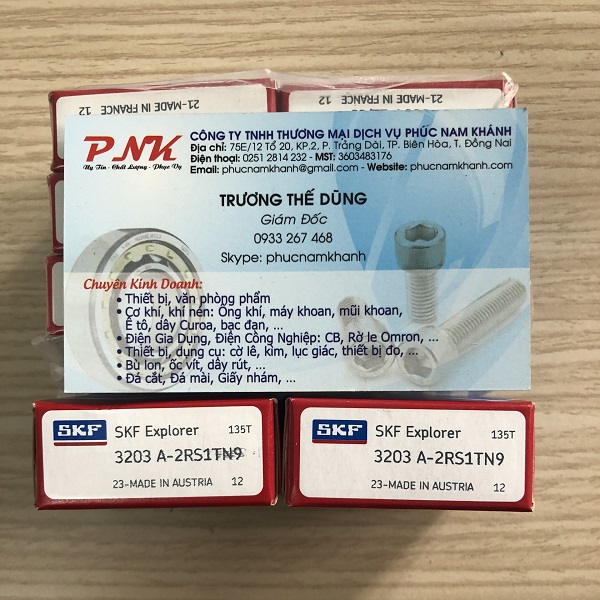 21-MADE IN FRANCE 12
21-MADE IN FRANCE 12
PNK
Uy Tín - Chất Lượng - Phục Vụ
CÔNG TY TNHH THƯƠNG MẠI DỊCH VỤ PHÚC NAM KHÁNH
Địa chỉ: 75E/12 Tổ 20, KP.2, P. Trảng Dài, TP. Biên Hòa, T. Đồng Nai
Điện thoại: 0251 2814 232 - MST: 3603483176
Email: phucnamkhanh@gmail.com - Website: phucnamkhanh.com
TRƯƠNG THẾ DŨNG
Giám Đốc
0933 267 468
Skype: phucnamkhanh
Chuyên Kinh Doanh:
• Thiết bị, văn phòng phẩm
• Cơ khí, khí nén: Ống khí, máy khoan, mũi khoan,
Ê tô, dây Curoa, bạc đạn, ...
• Điện Gia Dụng, Điện Công Nghiệp: CB, Rờ le Omron, ...
• Thiết bị, dụng cụ: cờ lê, kìm, lục giác, thiết bị đo, ...
• Bù lon, ốc vít, dây rút, ...
• Đá cắt, Đá mài, Giấy nhám, ...
SKF SKF Explorer 135T
3203 A-2RS1TN9
23-MADE IN AUSTRIA 12
SKF SKF Explorer 135T
3203 A-2RS1TN9
23-MADE IN AUSTRIA 12